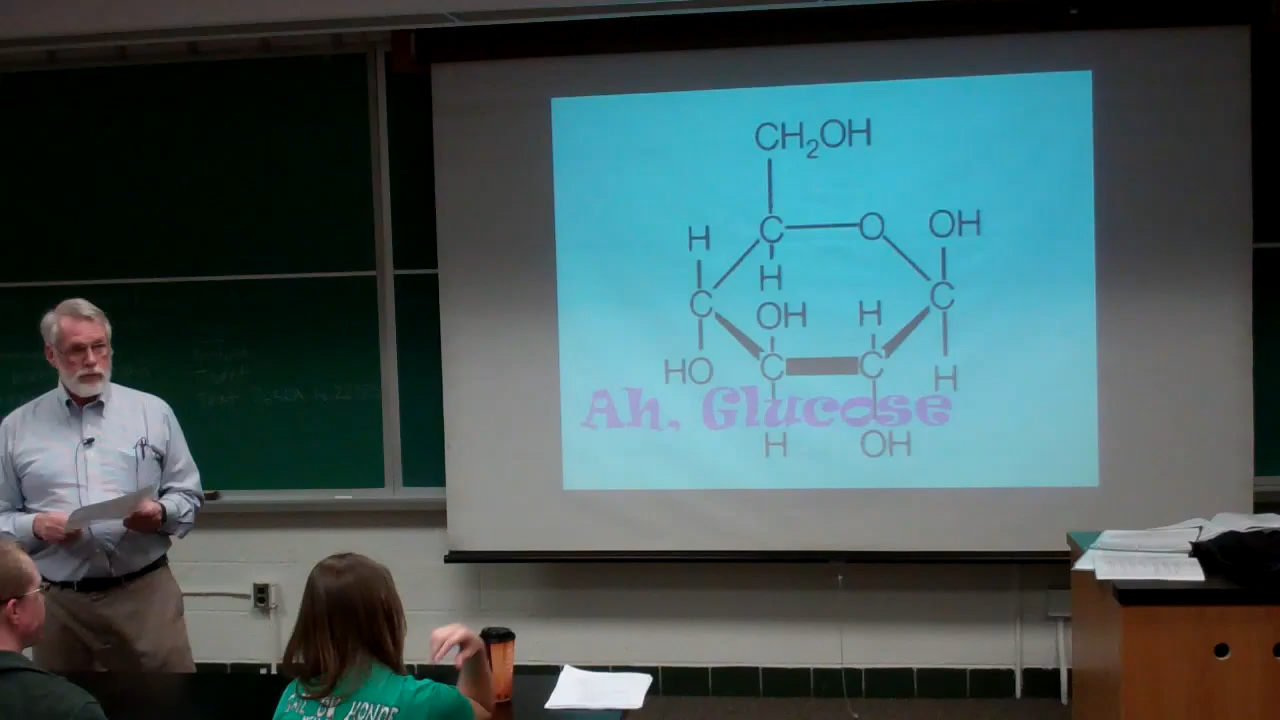 CH2OH
C O OH
H
H C
C OH H
HO C C H
Ah, Glucose
H OH